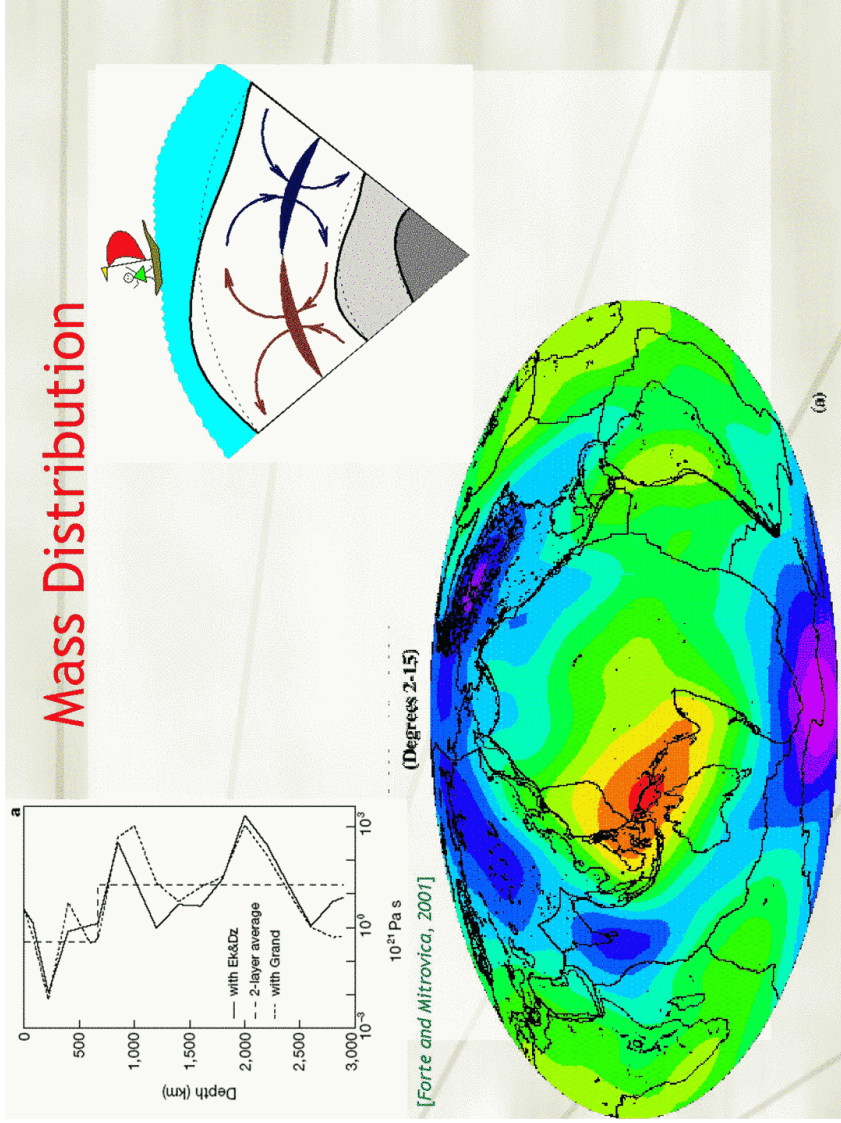 Mass Distribution
a
0
500
1,000
1,500
2,000
2,500
3,000
Depth (km)
with Ek&Dz
2-layer average
with Grand
10⁻³
10⁰
10³
10²¹ Pa s
(Degrees 2-15)
[Forte and Mitrovica, 2001]
(a)